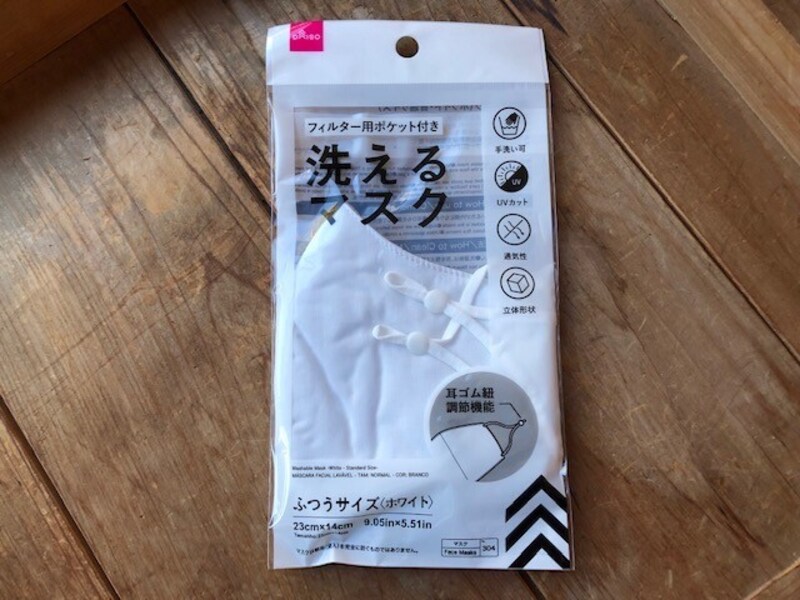 DAISO
フィルター用ポケット付き
洗える
マスク
手洗い可
UV
UVカット
通気性
立体形状
耳ゴム紐
調節機能
How to Clean
Washable Mask -White - Standard Size-
MÁSCARA FACIAL LAVÁVEL - TAM: NORMAL - COR: BRANCO
ふつうサイズ〈ホワイト〉
23cm×14cm 9.05in×5.51in
マスク
Face Masks
No. 304